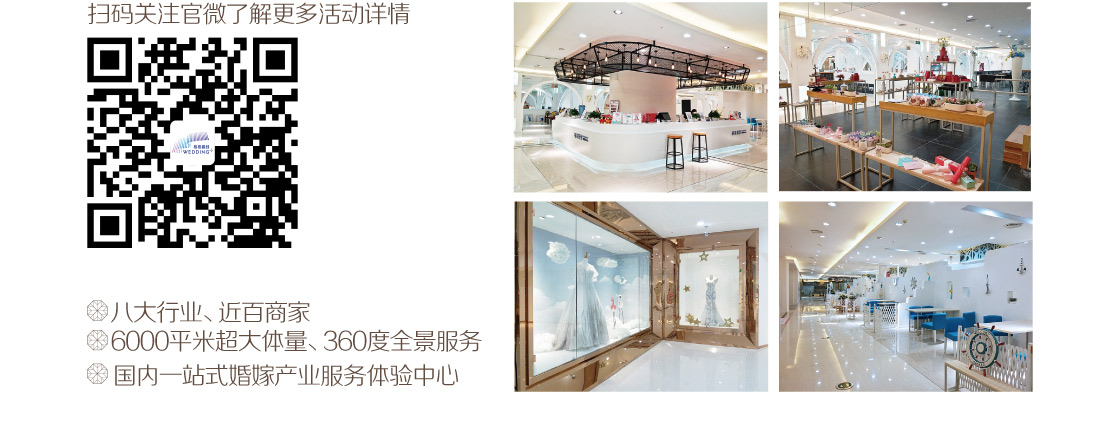 扫码关注官微了解更多活动详情
WEDDING+
八大行业、近百商家
6000平米超大体量、360度全景服务
国内一站式婚嫁产业服务体验中心